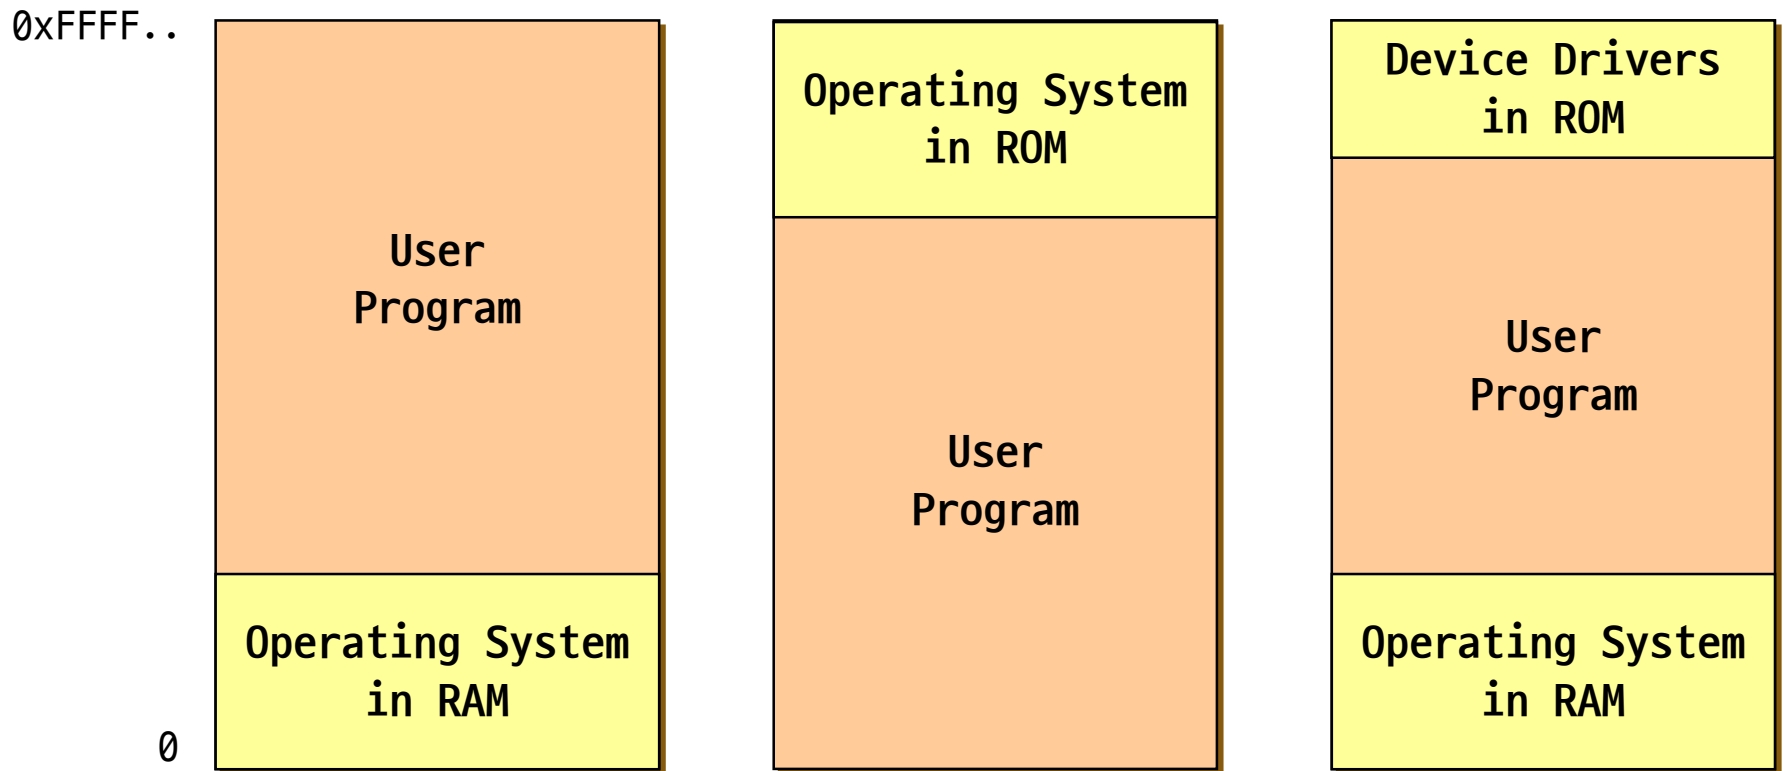 0xFFFF..
User
Program
Operating System
in RAM
0
Operating System
in ROM
User
Program
Device Drivers
in ROM
User
Program
Operating System
in RAM